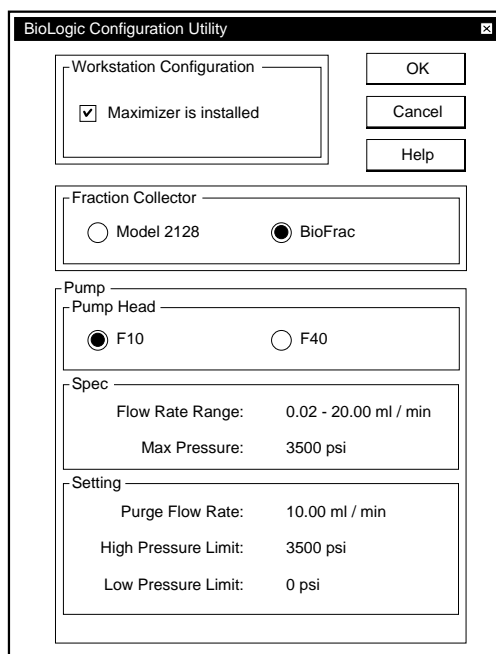 BioLogic Configuration Utility
Workstation Configuration
Maximizer is installed
OK
Cancel
Help
Fraction Collector
Model 2128 BioFrac
Pump
Pump Head
F10 F40
Spec
Flow Rate Range: 0.02 - 20.00 ml / min
Max Pressure: 3500 psi
Setting
Purge Flow Rate: 10.00 ml / min
High Pressure Limit: 3500 psi
Low Pressure Limit: 0 psi